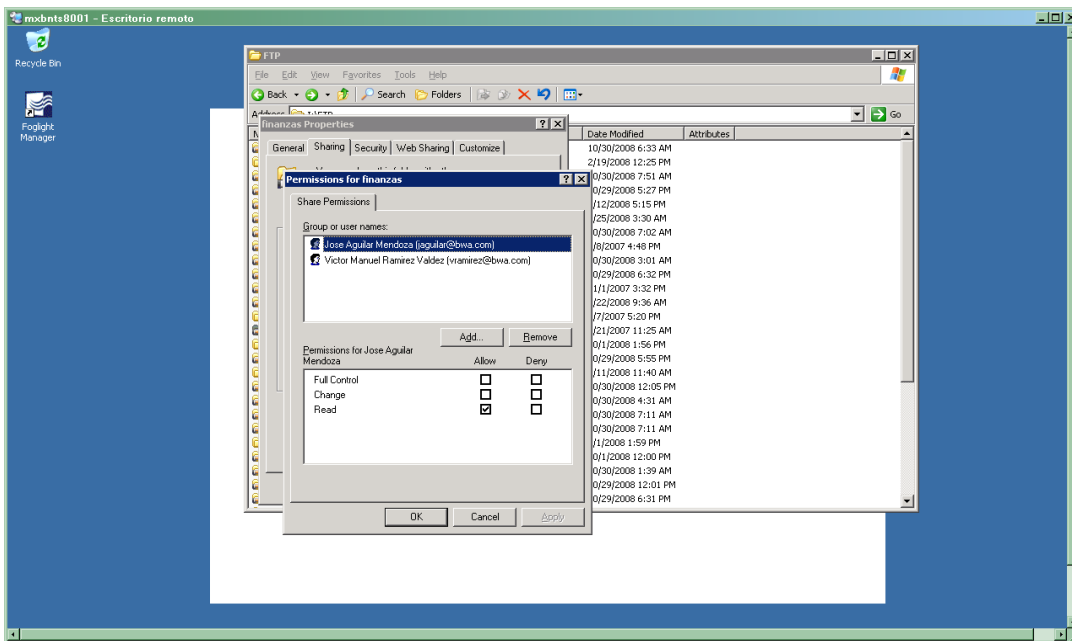 mxbnts8001 - Escritorio remoto
Recycle Bin
Foglight
Manager
FTP
File Edit View Favorites Tools Help
Back Search Folders
Go
finanzas Properties
Date Modified Attributes
General Sharing Security Web Sharing Customize
Permissions for finanzas
Share Permissions
Group or user names:
Jose Aguilar Mendoza (jaguilar@bwa.com)
Victor Manuel Ramirez Valdez (vramirez@bwa.com)
Add... Remove
Permissions for Jose Aguilar
Mendoza Allow Deny
Full Control
Change
Read
OK Cancel Apply
10/30/2008 6:33 AM
2/19/2008 12:25 PM
0/30/2008 7:51 AM
0/29/2008 5:27 PM
/12/2008 5:15 PM
/25/2008 3:30 AM
0/30/2008 7:02 AM
/8/2007 4:48 PM
0/30/2008 3:01 AM
0/29/2008 6:32 PM
1/1/2007 3:32 PM
/22/2008 9:36 AM
/7/2007 5:20 PM
/21/2007 11:25 AM
0/1/2008 1:56 PM
0/29/2008 5:55 PM
/11/2008 11:40 AM
0/30/2008 12:05 PM
0/30/2008 4:31 AM
0/30/2008 7:11 AM
0/30/2008 7:11 AM
/1/2008 1:59 PM
0/1/2008 12:00 PM
0/30/2008 1:39 AM
0/29/2008 12:01 PM
0/29/2008 6:31 PM